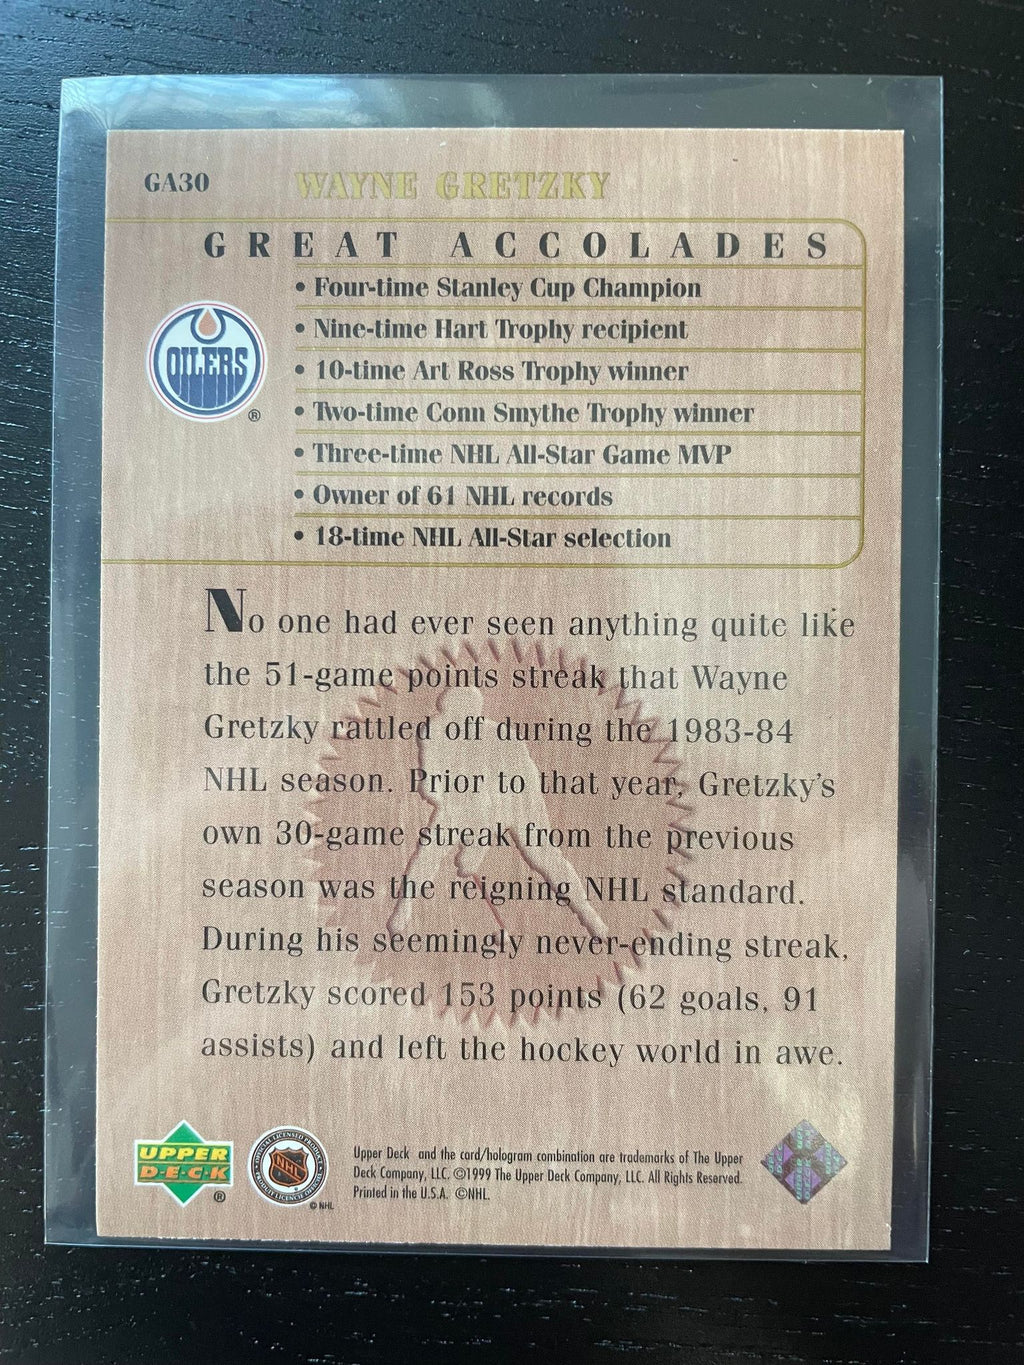 GA30 WAYNE GRETZKY
GREAT ACCOLADES
• Four-time Stanley Cup Champion
• Nine-time Hart Trophy recipient
• 10-time Art Ross Trophy winner
• Two-time Conn Smythe Trophy winner
• Three-time NHL All-Star Game MVP
• Owner of 61 NHL records
• 18-time NHL All-Star selection
OILERS
®
No one had ever seen anything quite like
the 51-game points streak that Wayne
Gretzky rattled off during the 1983-84
NHL season. Prior to that year, Gretzky's
own 30-game streak from the previous
season was the reigning NHL standard.
During his seemingly never-ending streak,
Gretzky scored 153 points (62 goals, 91
assists) and left the hockey world in awe.
UPPER
D·E·C·K
®
NHL
© NHL
Upper Deck and the card/hologram combination are trademarks of The Upper
Deck Company, LLC. ©1999 The Upper Deck Company, LLC. All Rights Reserved.
Printed in the U.S.A. ©NHL.